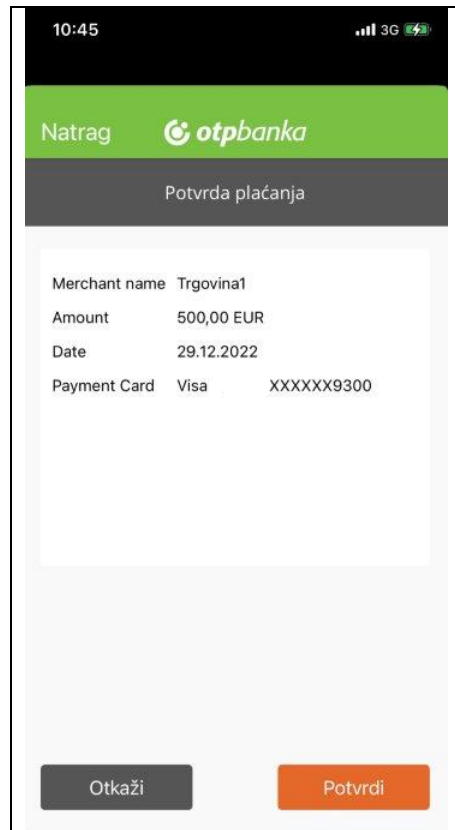 10:45 3G
Natrag otpbanka
Potvrda plaćanja
Merchant name Trgovina1
Amount 500,00 EUR
Date 29.12.2022
Payment Card Visa XXXXXX9300
Otkaži Potvrdi